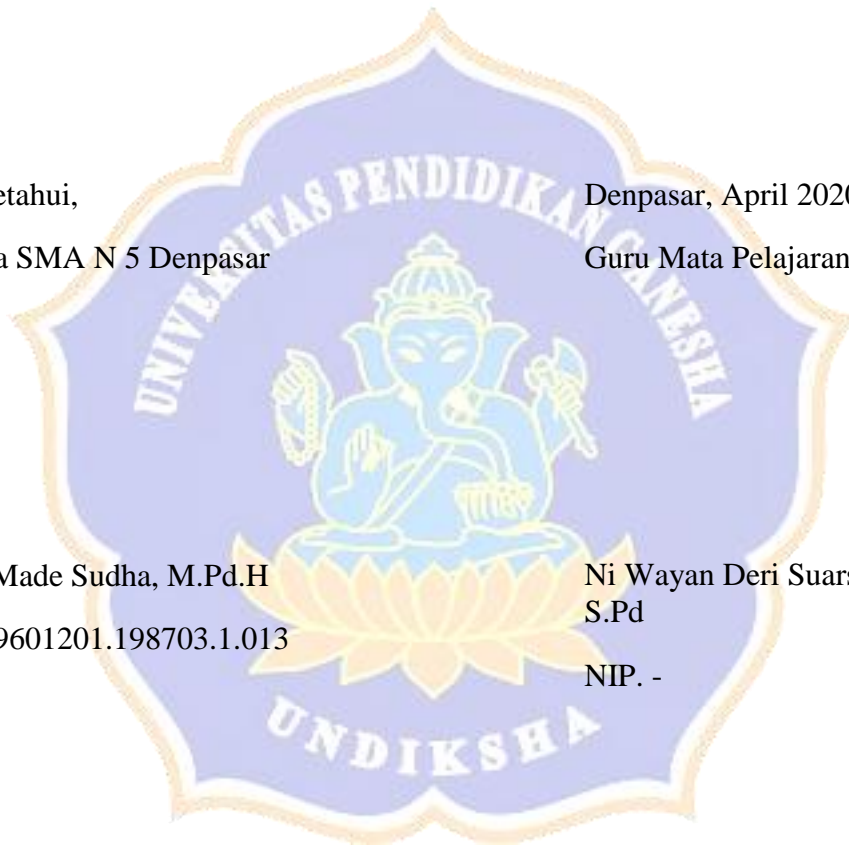 etahui,
a SMA N 5 Denpasar
Made Sudha, M.Pd.H
9601201.198703.1.013
Denpasar, April 2020
Guru Mata Pelajaran
Ni Wayan Deri Suars
S.Pd
NIP. -
UNIVERSITAS PENDIDIKAN GANESHA
UNDIKSHA